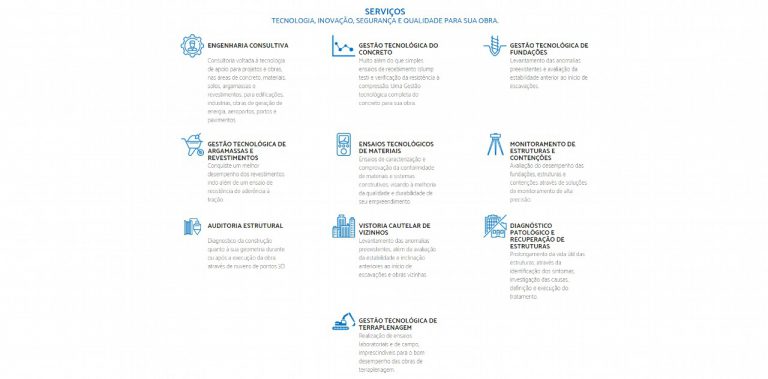 SERVIÇOS
TECNOLOGIA, INOVAÇÃO, SEGURANÇA E QUALIDADE PARA SUA OBRA.
ENGENHARIA CONSULTIVA
Consultoria voltada à tecnologia
de apoio para projetos e obras,
nas áreas de concreto, materiais,
solos, argamassas e
revestimentos, para edificações,
indústrias, obras de geração de
energia, aeroportos, portos e
pavimentos.
GESTÃO TECNOLÓGICA DO
CONCRETO
Muito além do que simples
ensaios de recebimento (slump
test) e verificação da resistência à
compressão. Uma Gestão
tecnológica completa do
concreto para sua obra.
GESTÃO TECNOLÓGICA DE
FUNDAÇÕES
Levantamento das anomalias
preexistentes e avaliação da
estabilidade anterior ao início de
escavações.
GESTÃO TECNOLÓGICA DE
ARGAMASSAS E
REVESTIMENTOS
Conquiste um melhor
desempenho dos revestimentos
indo além de um ensaio de
resistência de aderência à
tração.
ENSAIOS TECNOLÓGICOS
DE MATERIAIS
Ensaios de caracterização e
comprovação da conformidade
de materiais e sistemas
construtivos, visando à melhoria
da qualidade e durabilidade de
seu empreendimento
MONITORAMENTO DE
ESTRUTURAS E
CONTENÇÕES
Avaliação do desempenho das
fundações, estruturas e
contenções através de soluções
de monitoramento de alta
precisão.
AUDITORIA ESTRUTURAL
Diagnóstico da construção
quanto à sua geometria durante
ou após a execução da obra
através de nuvens de pontos 3D
VISTORIA CAUTELAR DE
VIZINHOS
Levantamento das anomalias
preexistentes, além da avaliação
da estabilidade e inclinação
anteriores ao início de
escavações e obras vizinhas.
DIAGNÓSTICO
PATOLÓGICO E
RECUPERAÇÃO DE
ESTRUTURAS
Prolongamento da vida útil das
estruturas, através da
identificação dos sintomas,
investigação das causas,
definição e execução do
tratamento.
GESTÃO TECNOLÓGICA DE
TERRAPLENAGEM
Realização de ensaios
laboratoriais e de campo,
imprescindíveis para o bom
desempenho das obras de
terraplenagem.